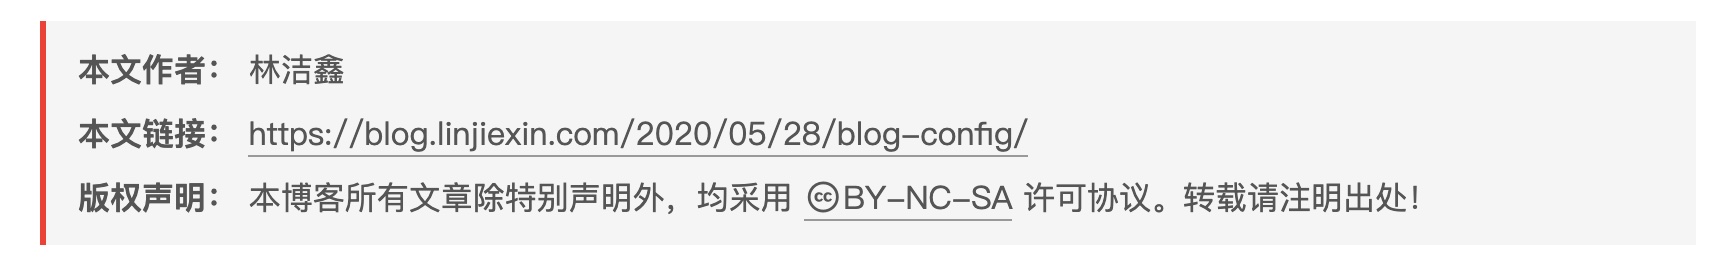 本文作者： 林洁鑫
本文链接： https://blog.linjiexin.com/2020/05/28/blog-config/
版权声明： 本博客所有文章除特别声明外，均采用 BY-NC-SA 许可协议。转载请注明出处！